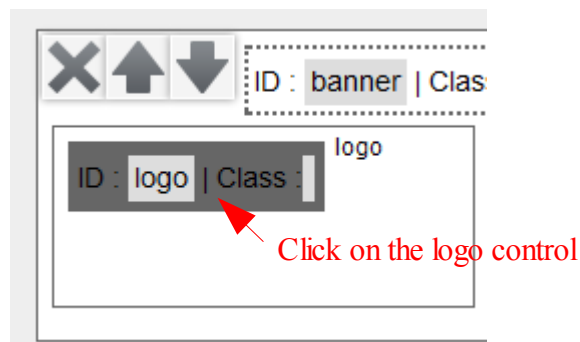 ID : banner | Clas
logo
ID : logo | Class :
Click on the logo control